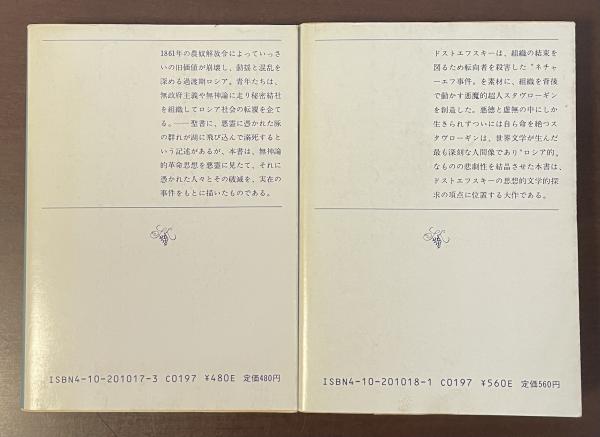 1861年の農奴解放令によっていっさ
いの旧価値が崩壊し、動揺と混乱を
深める過渡期ロシア。青年たちは、
無政府主義や無神論に走り秘密結社
を組織してロシア社会の転覆を企て
る。――聖書に、悪霊に憑かれた豚
の群れが湖に飛び込んで溺死すると
いう記述があるが、本書は、無神論
的革命思想を悪霊に見たて、それに
憑かれた人々とその破滅を、実在の
事件をもとに描いたものである。
ISBN4-10-201017-3 C0197 ¥480E 定価480円
ドストエフスキーは、組織の結束を
図るため転向者を殺害した“ネチャ
ーエフ事件”を素材に、組織を背後
で動かす悪魔的超人スタヴローギン
を創造した。悪徳と虚無の中にしか
生きられずついには自ら命を絶つス
タヴローギンは、世界文学が生んだ
最も深刻な人間像であり“ロシア的”
なものの悲劇性を結晶させた本書は、
ドストエフスキーの思想的文学的探
求の頂点に位置する大作である。
ISBN4-10-201018-1 C0197 ¥560E 定価560円